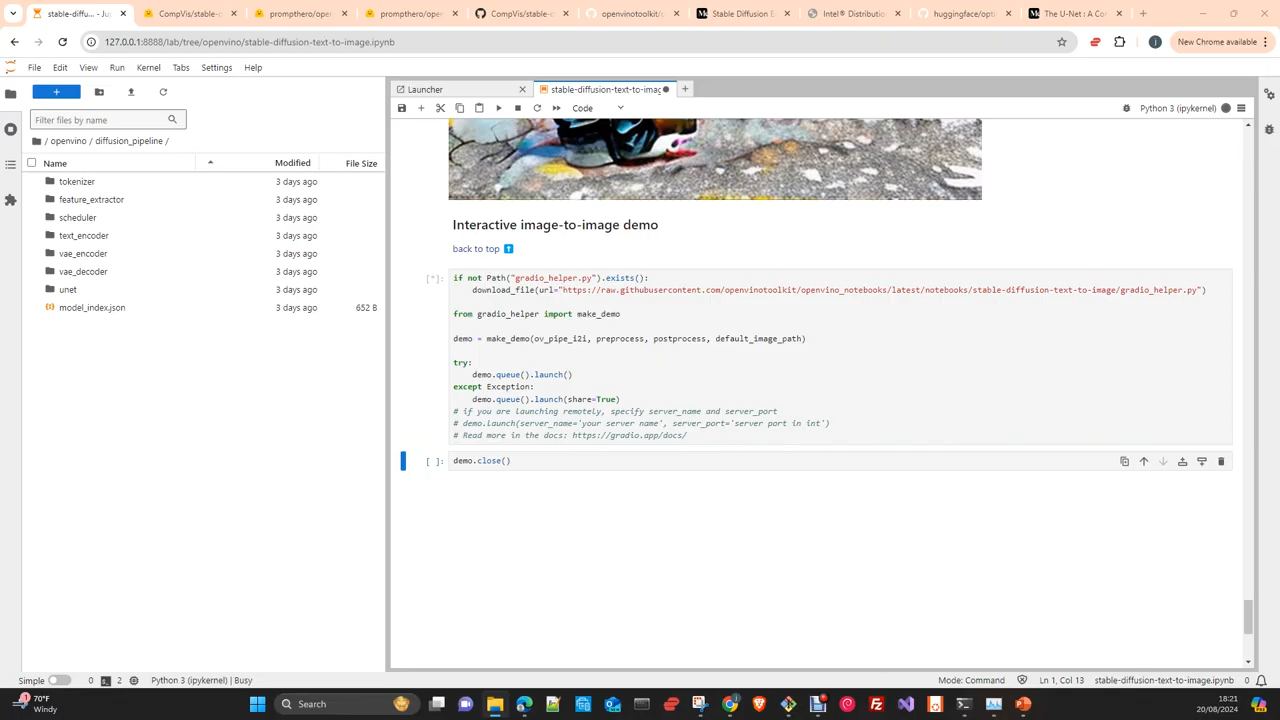 stable-diffusion-text-to-imag - Jup
CompVis/stable-d
prompthero/open
prompthero/open
CompVis/stable-d
openvinotoolkit/o
Stable Diffusion E
Intel® Distribution
huggingface/opti
The U-Net : A Co
127.0.0.1:8888/lab/tree/openvino/stable-diffusion-text-to-image.ipynb
New Chrome available
File Edit View Run Kernel Tabs Settings Help
Launcher
stable-diffusion-text-to-imag
Code
Python 3 (ipykernel)
Filter files by name
/ openvino / diffusion_pipeline /
Name Modified File Size
tokenizer 3 days ago
feature_extractor 3 days ago
scheduler 3 days ago
text_encoder 3 days ago
vae_encoder 3 days ago
vae_decoder 3 days ago
unet 3 days ago
model_index.json 3 days ago 652 B
Interactive image-to-image demo
back to top
[*]:
if not Path("gradio_helper.py").exists():
download_file(url="https://raw.githubusercontent.com/openvinotoolkit/openvino_notebooks/latest/notebooks/stable-diffusion-text-to-image/gradio_helper.py")
from gradio_helper import make_demo
demo = make_demo(ov_pipe_i2i, preprocess, postprocess, default_image_path)
try:
demo.queue().launch()
except Exception:
demo.queue().launch(share=True)
# if you are launching remotely, specify server_name and server_port
# demo.launch(server_name='your server name', server_port='server port in int')
# Read more in the docs: https://gradio.app/docs/
[ ]: demo.close()
Simple 0 2 Python 3 (ipykernel) | Busy
Mode: Command Ln 1, Col 13 stable-diffusion-text-to-image.ipynb 0
1
70°F
Windy
Search
18:21
20/08/2024